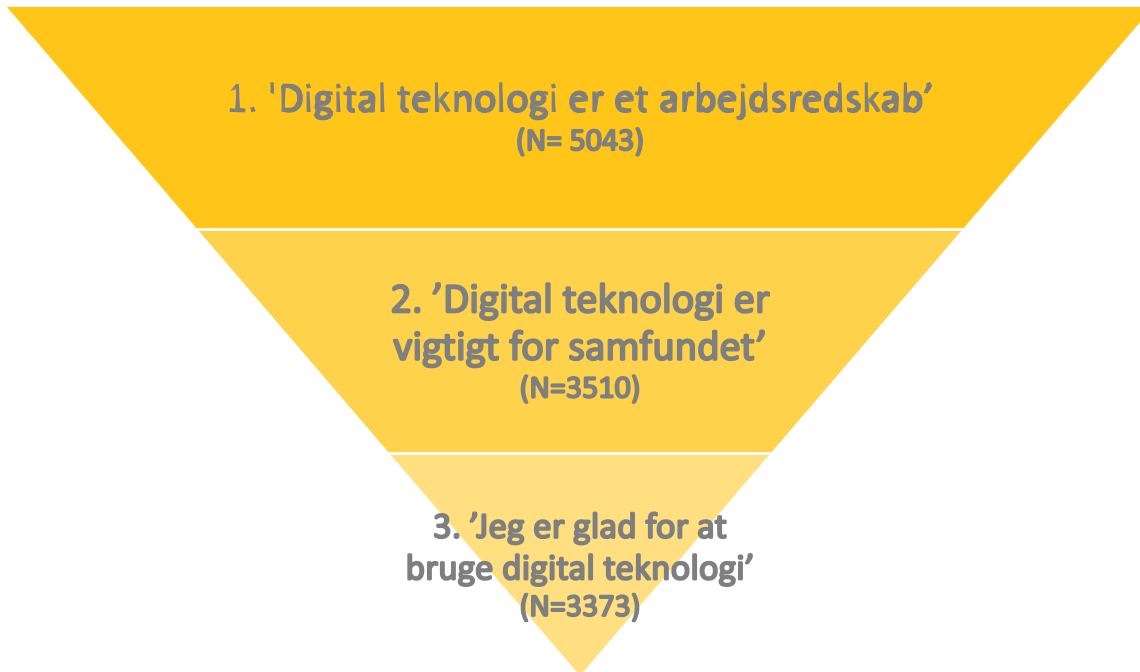 1. 'Digital teknologi er et arbejdsredskab’
(N= 5043)
2. ’Digital teknologi er
vigtigt for samfundet’
(N=3510)
3. ’Jeg er glad for at
bruge digital teknologi’
(N=3373)